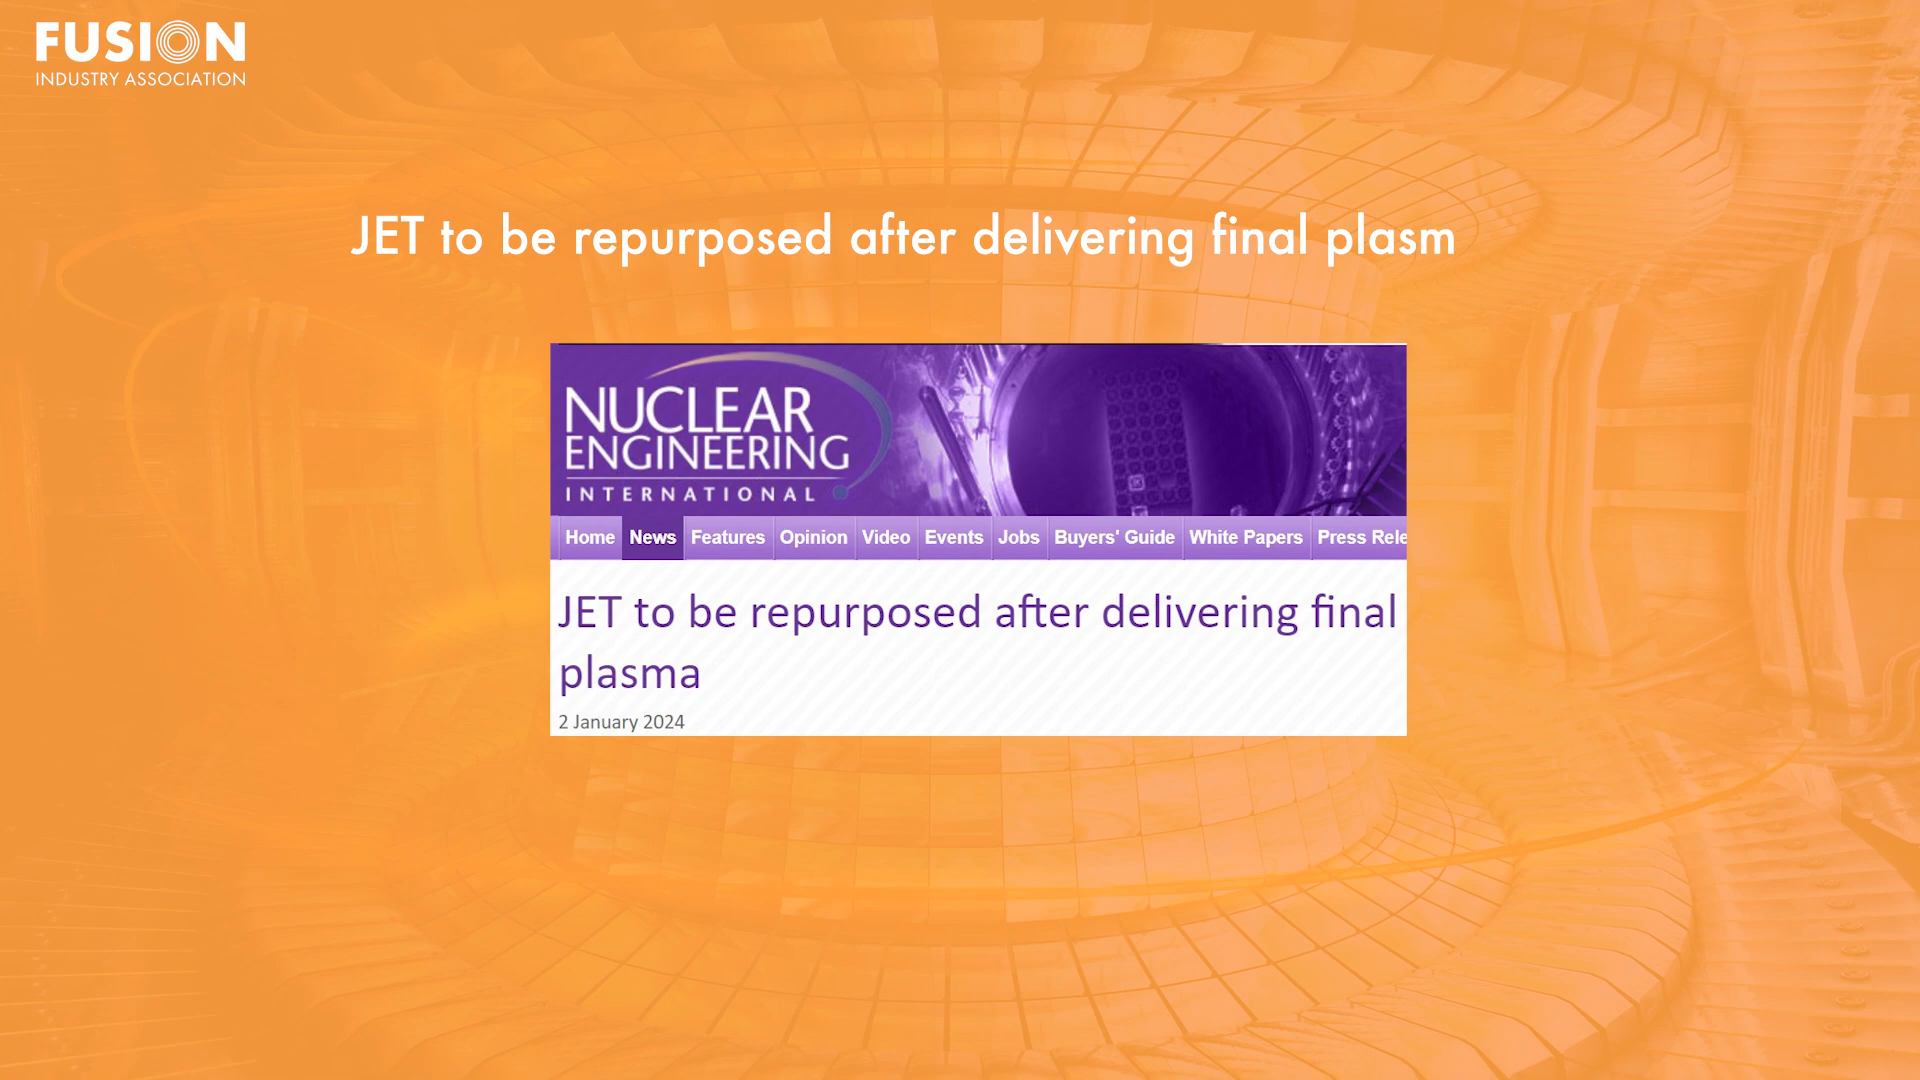 FUSION
INDUSTRY ASSOCIATION
JET to be repurposed after delivering final plasm
NUCLEAR
ENGINEERING
INTERNATIONAL
Home News Features Opinion Video Events Jobs Buyers' Guide White Papers Press Rele
JET to be repurposed after delivering final
plasma
2 January 2024